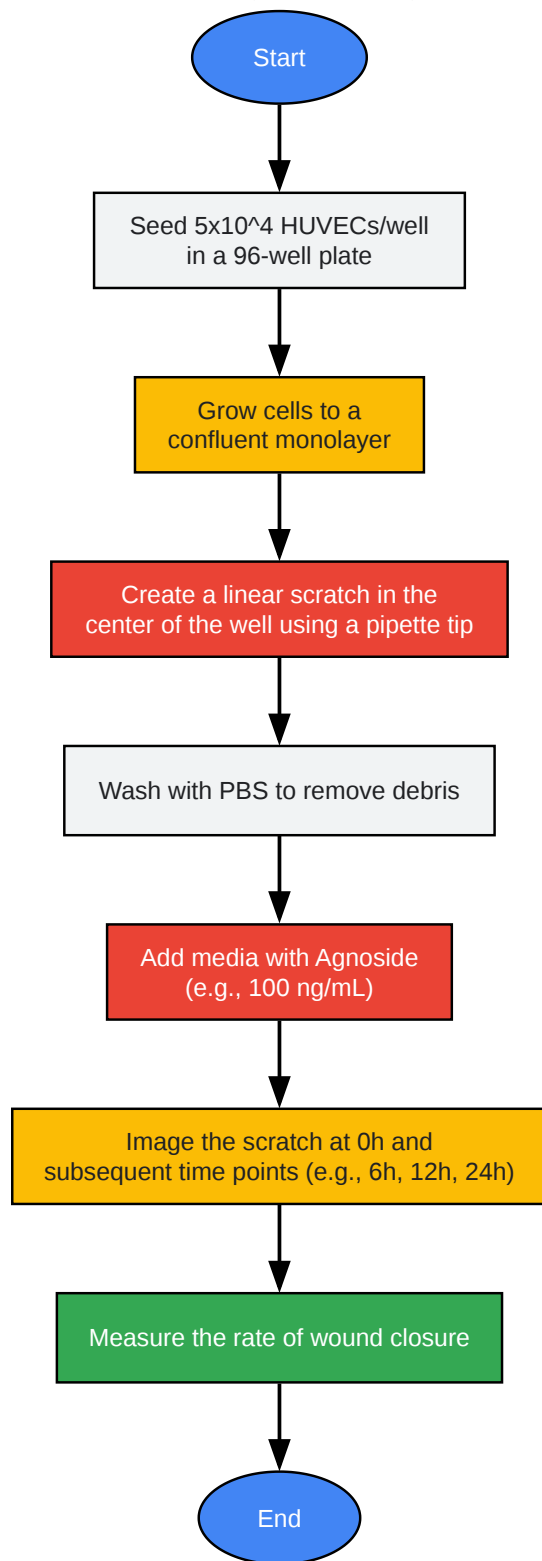 Start
Seed 5x10^4 HUVECs/well
in a 96-well plate
Grow cells to a
confluent monolayer
Create a linear scratch in the
center of the well using a pipette tip
Wash with PBS to remove debris
Add media with Agnoside
(e.g., 100 ng/mL)
Image the scratch at 0h and
subsequent time points (e.g., 6h, 12h, 24h)
Measure the rate of wound closure
End